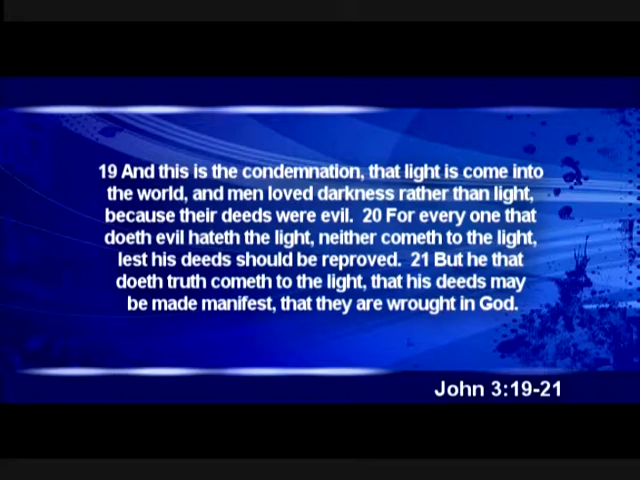 19 And this is the condemnation, that light is come into
the world, and men loved darkness rather than light,
because their deeds were evil.  20 For every one that
doeth evil hateth the light, neither cometh to the light,
lest his deeds should be reproved.  21 But he that
doeth truth cometh to the light, that his deeds may
be made manifest, that they are wrought in God.
John 3:19-21